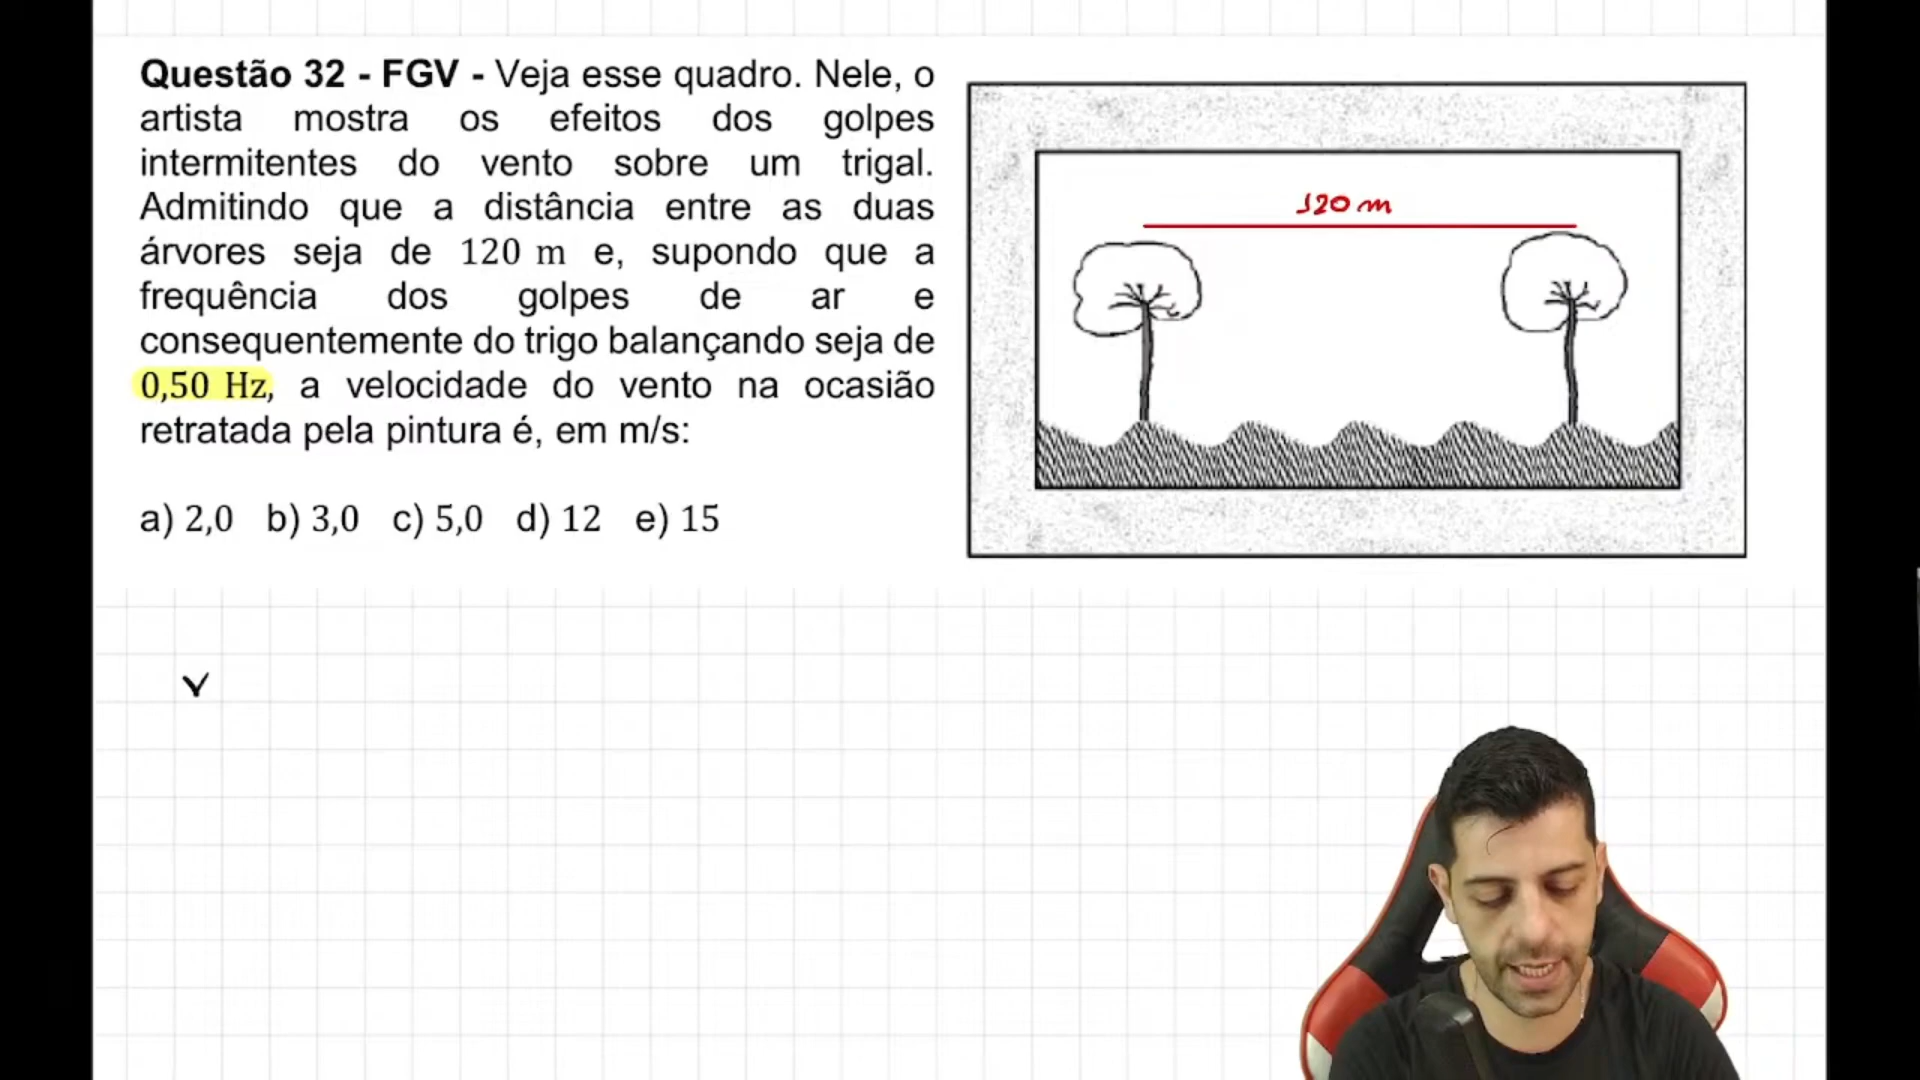 Questão 32 - FGV - Veja esse quadro. Nele, o
artista mostra os efeitos dos golpes
intermitentes do vento sobre um trigal.
Admitindo que a distância entre as duas
árvores seja de 120 m e, supondo que a
frequência dos golpes de ar e
consequentemente do trigo balançando seja de
0,50 Hz, a velocidade do vento na ocasião
retratada pela pintura é, em m/s:
a) 2,0 b) 3,0 c) 5,0 d) 12 e) 15
120 m
v